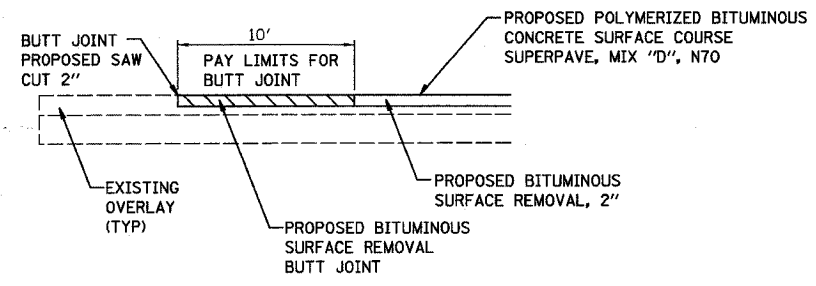 BUTT JOINT
PROPOSED SAW
CUT 2"
10'
PAY LIMITS FOR
BUTT JOINT
PROPOSED POLYMERIZED BITUMINOUS
CONCRETE SURFACE COURSE
SUPERPAVE, MIX "D", N70
EXISTING
OVERLAY
(TYP)
PROPOSED BITUMINOUS
SURFACE REMOVAL
BUTT JOINT
PROPOSED BITUMINOUS
SURFACE REMOVAL, 2"